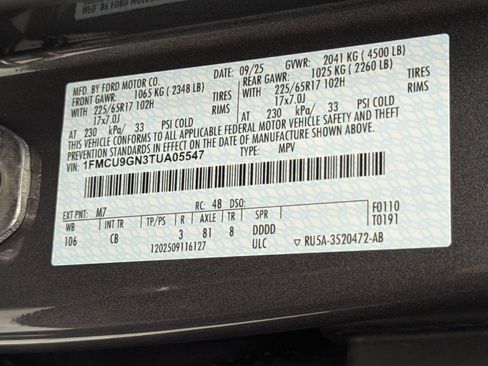 MFD. BY FORD MOTOR CO.
DATE: 09/25 GVWR: 2041 KG ( 4500 LB)
FRONT GAWR: 1065 KG ( 2348 LB) REAR GAWR: 1025 KG ( 2260 LB)
WITH 225/65R17 102H TIRES WITH 225/65R17 102H TIRES
17x7.0J RIMS 17x7.0J RIMS
AT 230 kPa/ 33 PSI COLD AT 230 kPa/ 33 PSI COLD
THIS VEHICLE CONFORMS TO ALL APPLICABLE FEDERAL MOTOR VEHICLE SAFETY AND THEFT
PREVENTION STANDARDS IN EFFECT ON THE DATE OF MANUFACTURE SHOWN ABOVE.
VIN: 1FMCU9GN3TUA05547 TYPE: MPV
EXT PNT: M7 RC: 48 DSO: F0110
WB INT TR TP/PS R AXLE TR SPR T0191
106 CB 3 81 8 DDDD
1202509116127 ULC ▽ RU5A-3520472-AB